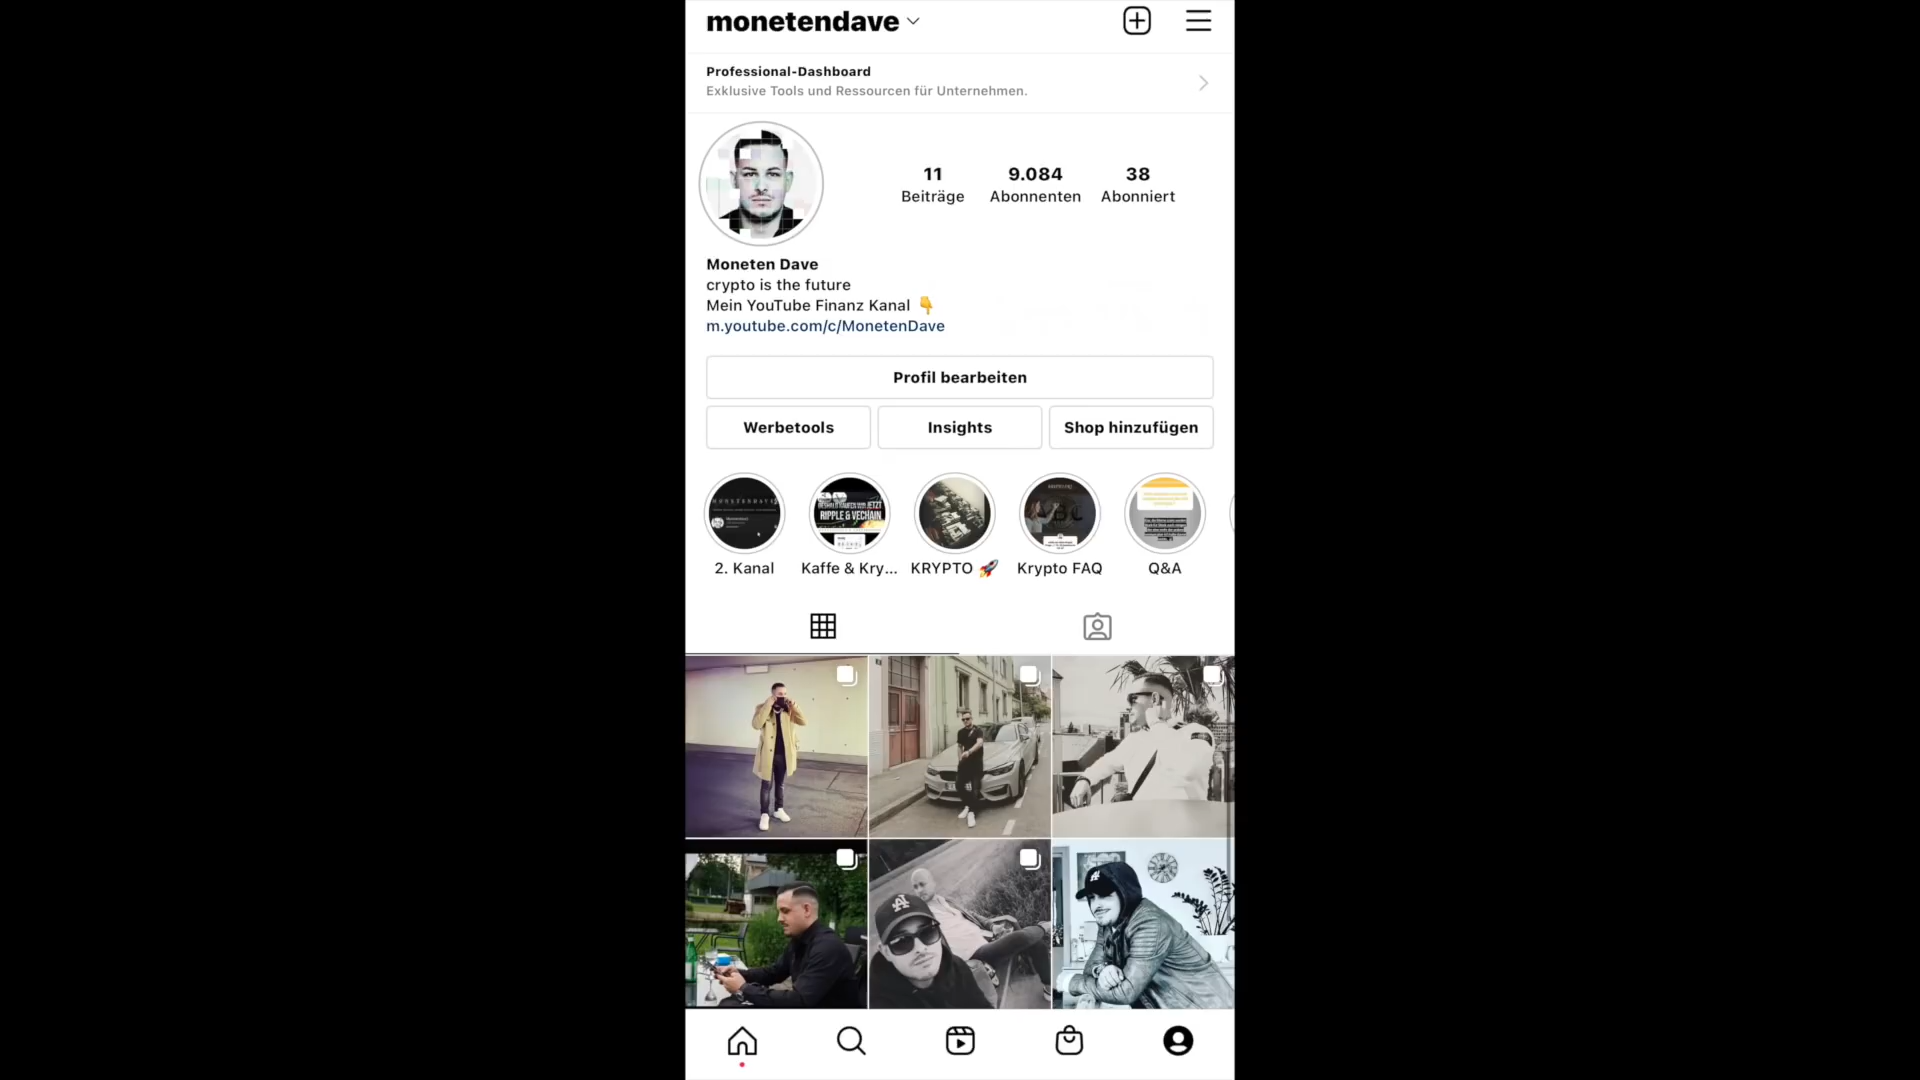 monetendave
Professional-Dashboard
Exklusive Tools und Ressourcen für Unternehmen.
11
Beiträge
9.084
Abonnenten
38
Abonniert
Moneten Dave
crypto is the future
Mein YouTube Finanz Kanal 👇
m.youtube.com/c/MonetenDave
Profil bearbeiten
Werbetools
Insights
Shop hinzufügen
RIPPLE & VECHAIN
2. Kanal
Kaffe & Kry...
KRYPTO 🚀
Krypto FAQ
Q&A